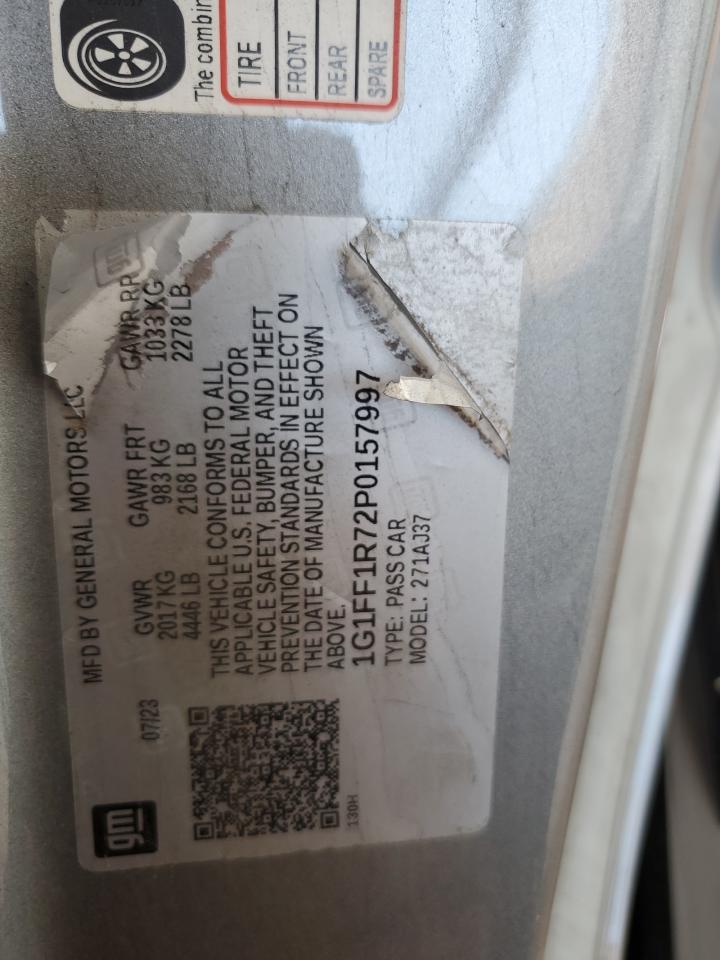 The combin
TIRE
FRONT
REAR
SPARE
gm
MFD BY GENERAL MOTORS LLC
07/23
GVWR GAWR FRT GAWR RR
2017 KG 983 KG 1033 KG
4446 LB 2168 LB 2278 LB
THIS VEHICLE CONFORMS TO ALL
APPLICABLE U.S. FEDERAL MOTOR
VEHICLE SAFETY, BUMPER, AND THEFT
PREVENTION STANDARDS IN EFFECT ON
THE DATE OF MANUFACTURE SHOWN
ABOVE.
1G1FF1R72P0157997
TYPE: PASS CAR
MODEL: 271AJ37
130H